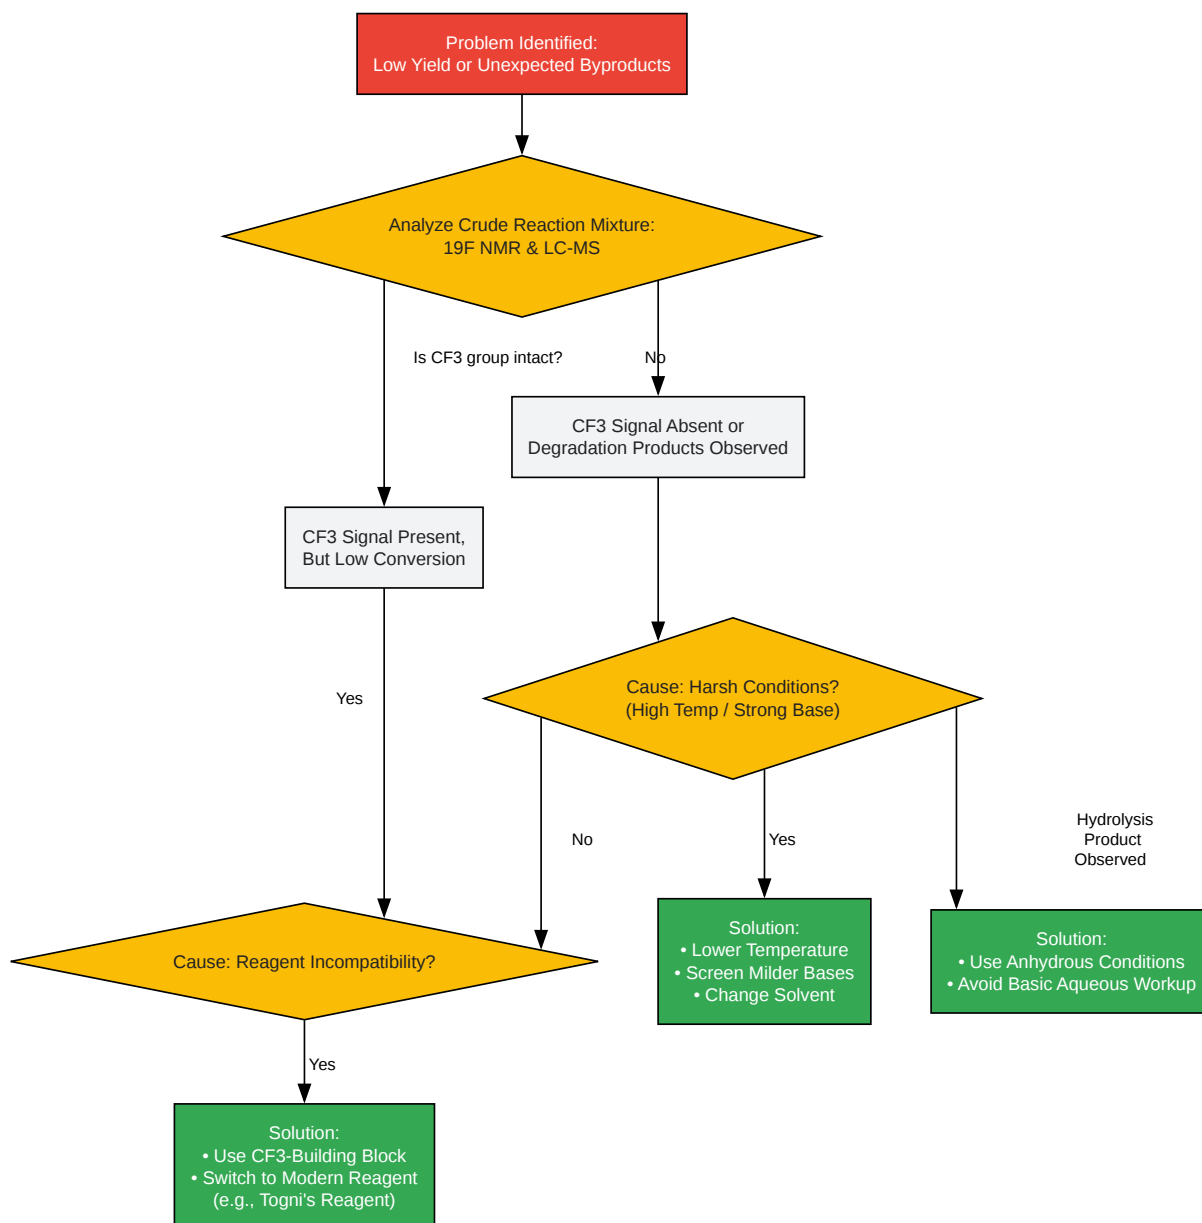 Problem Identified:
Low Yield or Unexpected Byproducts
Analyze Crude Reaction Mixture:
19F NMR & LC-MS
Is CF3 group intact?
No
CF3 Signal Absent or
Degradation Products Observed
CF3 Signal Present,
But Low Conversion
Yes
Cause: Harsh Conditions?
(High Temp / Strong Base)
No
Yes
Hydrolysis
Product
Observed
Cause: Reagent Incompatibility?
Solution:
• Lower Temperature
• Screen Milder Bases
• Change Solvent
Solution:
• Use Anhydrous Conditions
• Avoid Basic Aqueous Workup
Yes
Solution:
• Use CF3-Building Block
• Switch to Modern Reagent
(e.g., Togni's Reagent)